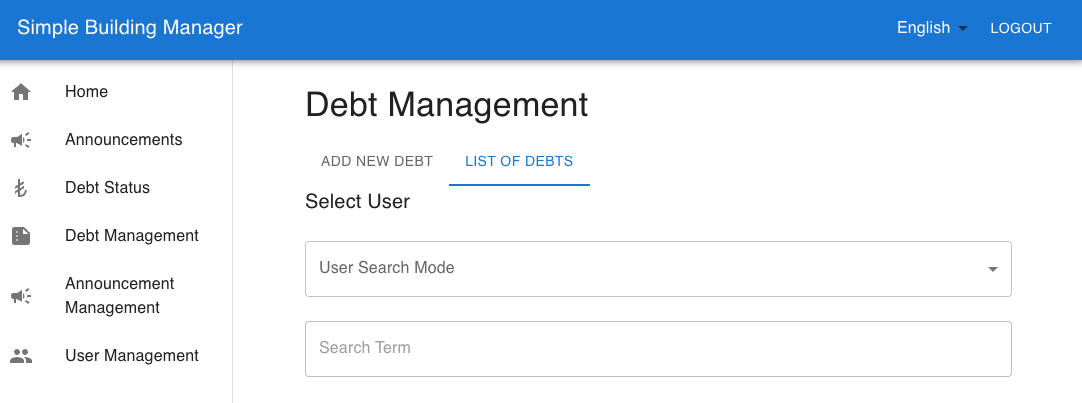 Simple Building Manager
English
LOGOUT
Home
Announcements
Debt Status
Debt Management
Announcement
Management
User Management
Debt Management
ADD NEW DEBT
LIST OF DEBTS
Select User
User Search Mode
Search Term